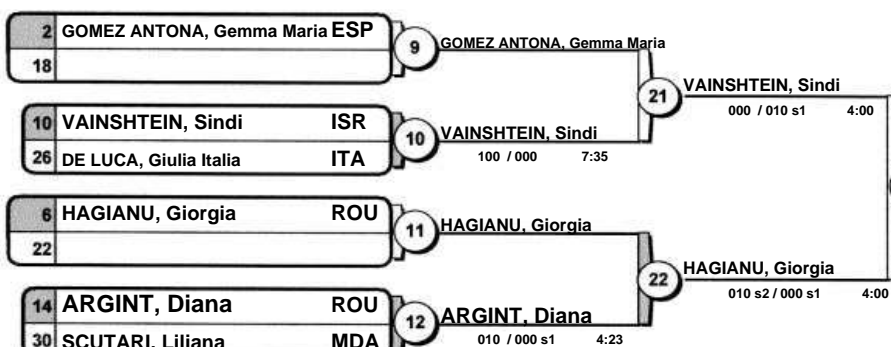 2 GOMEZ ANTONA, Gemma Maria ESP
18
9
GOMEZ ANTONA, Gemma Maria
21
VAINSHTEIN, Sindi
000 / 010 s1 4:00
10 VAINSHTEIN, Sindi ISR
26 DE LUCA, Giulia Italia ITA
10
VAINSHTEIN, Sindi
100 / 000 7:35
6 HAGIANU, Giorgia ROU
22
11
HAGIANU, Giorgia
22
HAGIANU, Giorgia
010 s2 / 000 s1 4:00
14 ARGINT, Diana ROU
30 SCUTARI, Liliana MDA
12
ARGINT, Diana
010 / 000 s1 4:23